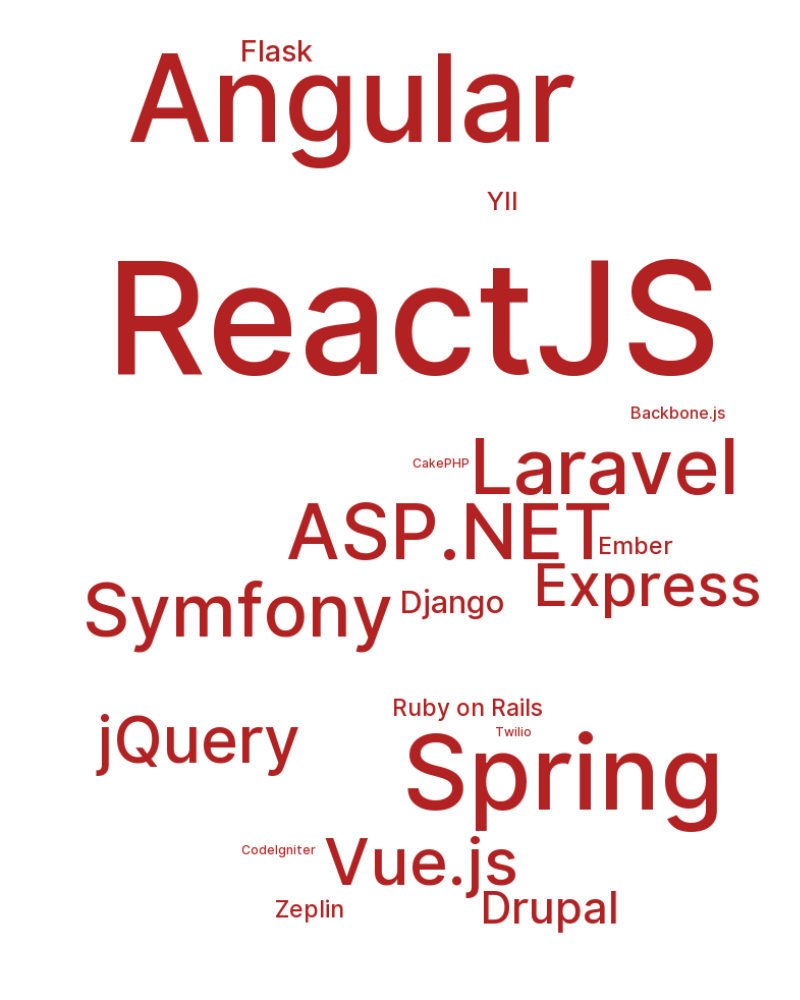 Flask
Angular
YII
ReactJS
Backbone.js
CakePHP
Laravel
ASP.NET
Ember
Express
Symfony
Django
Ruby on Rails
jQuery
Twilio
Spring
CodeIgniter
Vue.js
Zeplin
Drupal